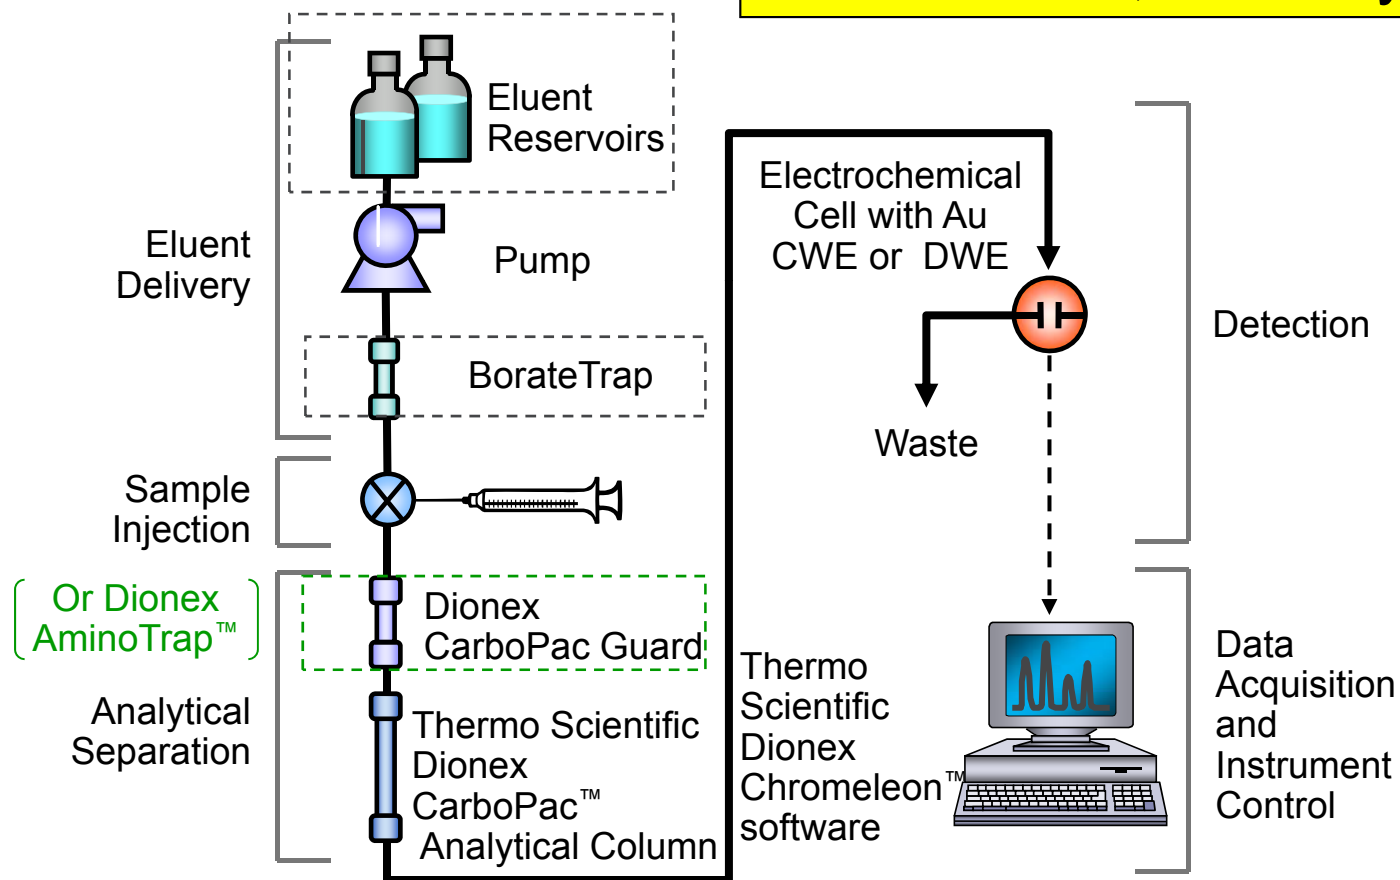 Eluent
Reservoirs
Eluent
Delivery
Pump
BorateTrap
Sample
Injection
Or Dionex
AminoTrap™
Dionex
CarboPac Guard
Analytical
Separation
Thermo Scientific
Dionex
CarboPac™
Analytical Column
Electrochemical
Cell with Au
CWE or DWE
Waste
Detection
Thermo
Scientific
Dionex
Chromeleon™
software
Data
Acquisition
and
Instrument
Control